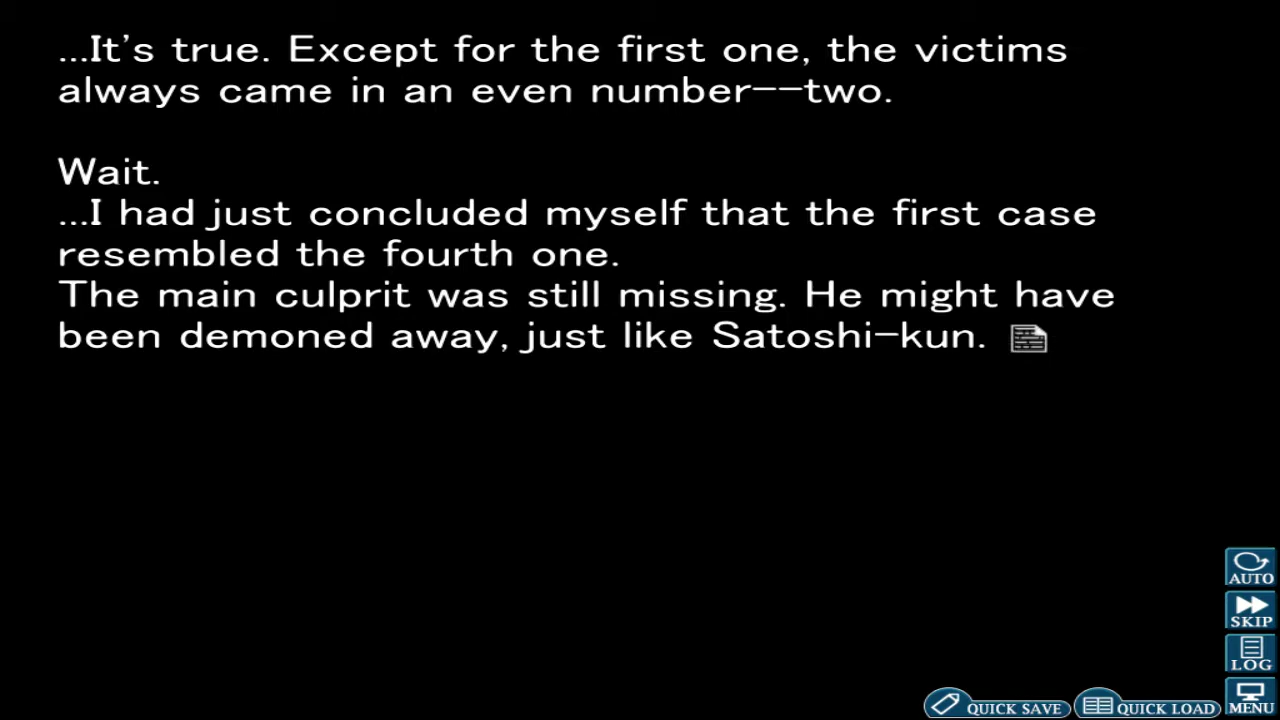 ...It's true. Except for the first one, the victims
always came in an even number--two.
Wait.
...I had just concluded myself that the first case
resembled the fourth one.
The main culprit was still missing. He might have
been demoned away, just like Satoshi-kun.
AUTO
SKIP
LOG
MENU
QUICK SAVE
QUICK LOAD